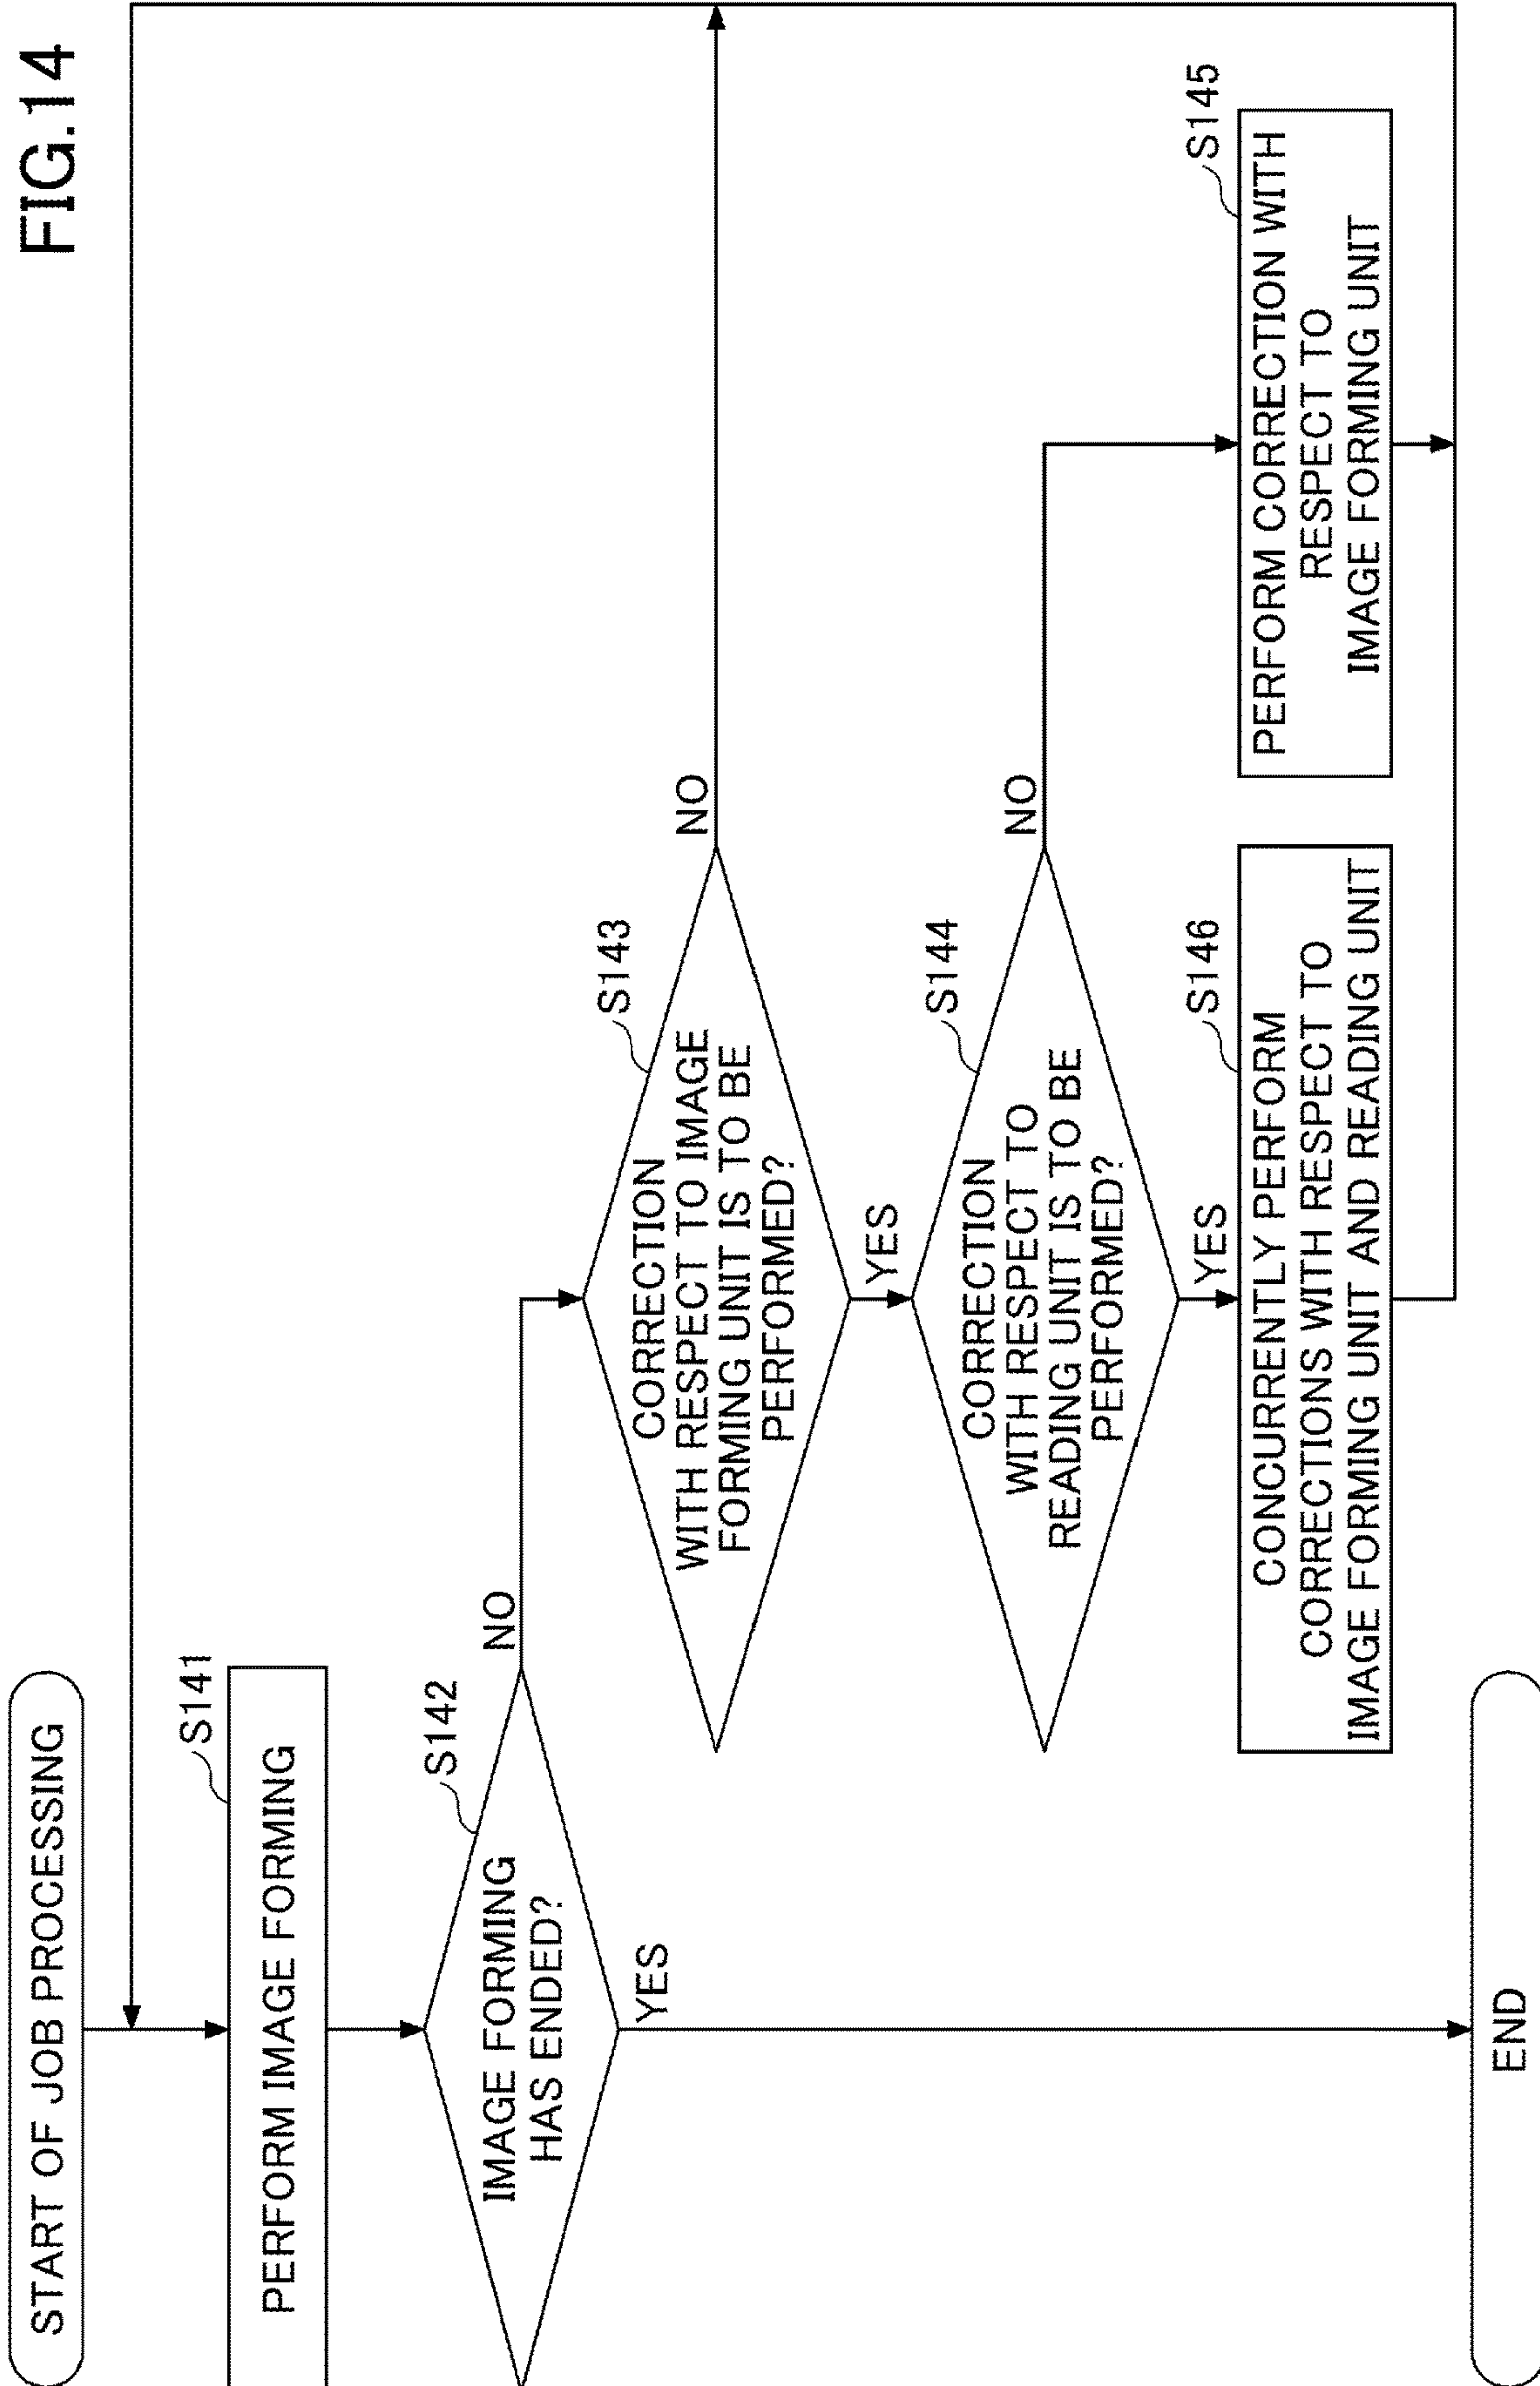 FIG.14
START OF JOB PROCESSING
S141
PERFORM IMAGE FORMING
S142
IMAGE FORMING
HAS ENDED?
NO
YES
S143
CORRECTION
WITH RESPECT TO IMAGE
FORMING UNIT IS TO BE
PERFORMED?
NO
YES
S144
CORRECTION
WITH RESPECT TO
READING UNIT IS TO BE
PERFORMED?
NO
YES
S146
CONCURRENTLY PERFORM
CORRECTIONS WITH RESPECT TO
IMAGE FORMING UNIT AND READING UNIT
S145
PERFORM CORRECTION WITH
RESPECT TO
IMAGE FORMING UNIT
END